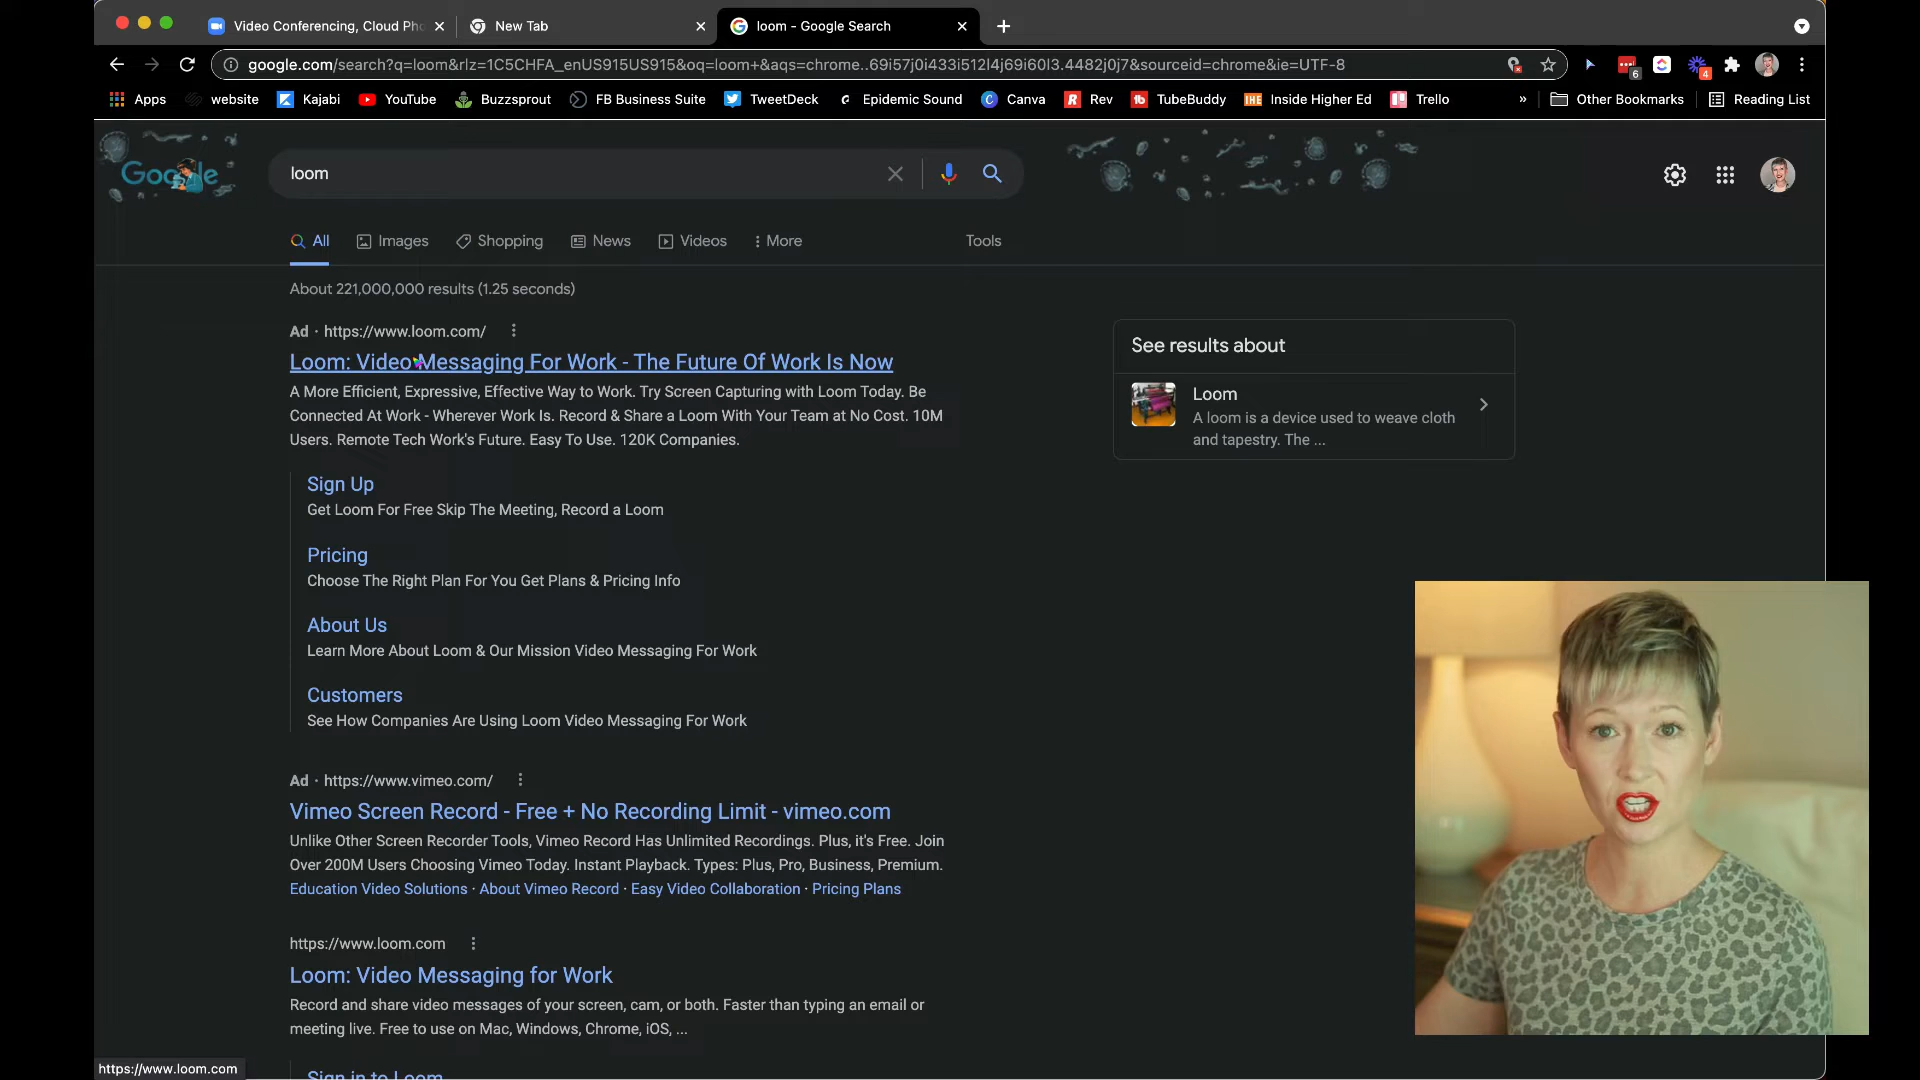 Video Conferencing, Cloud Pho
New Tab
loom - Google Search
google.com/search?q=loom&rlz=1C5CHFA_enUS915US915&oq=loom+&aqs=chrome..69i57j0i433i512l4j69i60l3.4482j0j7&sourceid=chrome&ie=UTF-8
6
4
Apps
website
Kajabi
YouTube
Buzzsprout
FB Business Suite
TweetDeck
Epidemic Sound
Canva
Rev
TubeBuddy
Inside Higher Ed
Trello
»
Other Bookmarks
Reading List
Google
loom
All
Images
Shopping
News
Videos
More
Tools
About 221,000,000 results (1.25 seconds)
Ad · https://www.loom.com/
Loom: Video Messaging For Work - The Future Of Work Is Now
A More Efficient, Expressive, Effective Way to Work. Try Screen Capturing with Loom Today. Be
Connected At Work - Wherever Work Is. Record & Share a Loom With Your Team at No Cost. 10M
Users. Remote Tech Work's Future. Easy To Use. 120K Companies.
Sign Up
Get Loom For Free Skip The Meeting, Record a Loom
Pricing
Choose The Right Plan For You Get Plans & Pricing Info
About Us
Learn More About Loom & Our Mission Video Messaging For Work
Customers
See How Companies Are Using Loom Video Messaging For Work
Ad · https://www.vimeo.com/
Vimeo Screen Record - Free + No Recording Limit - vimeo.com
Unlike Other Screen Recorder Tools, Vimeo Record Has Unlimited Recordings. Plus, it's Free. Join
Over 200M Users Choosing Vimeo Today. Instant Playback. Types: Plus, Pro, Business, Premium.
Education Video Solutions · About Vimeo Record · Easy Video Collaboration · Pricing Plans
https://www.loom.com
Loom: Video Messaging for Work
Record and share video messages of your screen, cam, or both. Faster than typing an email or
meeting live. Free to use on Mac, Windows, Chrome, iOS, ...
Sign in to Loom
https://www.loom.com
See results about
Loom
A loom is a device used to weave cloth
and tapestry. The ...